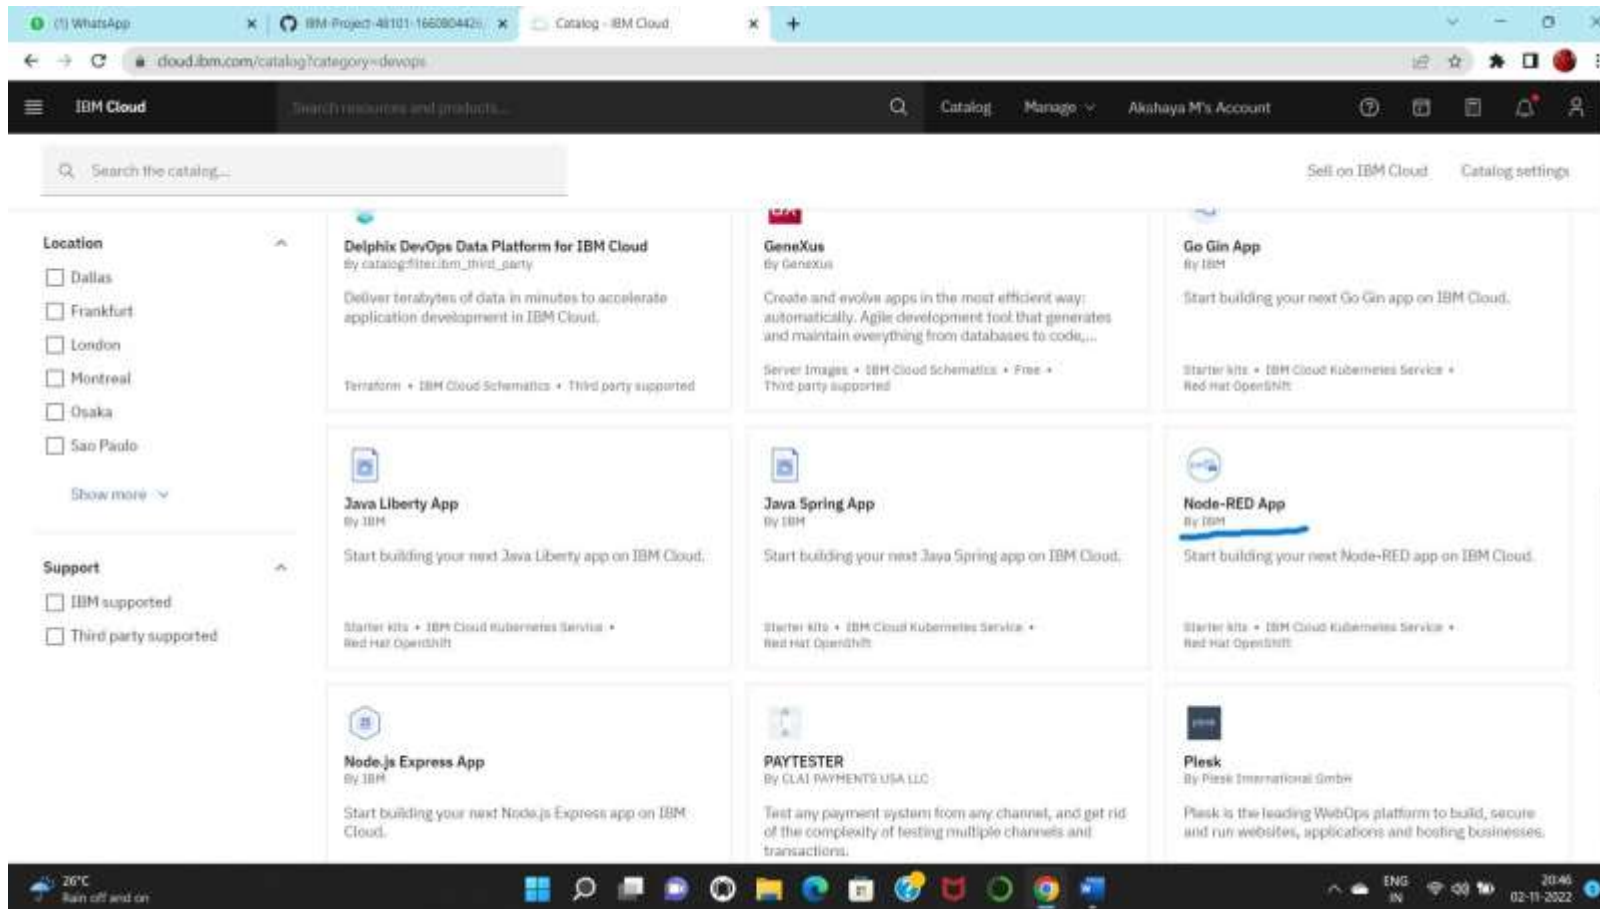 (1) WhatsApp
IBM-Project-48101-1660804426
Catalog - IBM Cloud
cloud.ibm.com/catalog?category=devops
IBM Cloud
Search resources and products...
Catalog
Manage
Akshaya M's Account
Search the catalog...
Sell on IBM Cloud
Catalog settings
Location
Dallas
Frankfurt
London
Montreal
Osaka
Sao Paulo
Show more
Support
IBM supported
Third party supported
Delphix DevOps Data Platform for IBM Cloud
By catalog:filter.ibm_third_party
Deliver terabytes of data in minutes to accelerate
application development in IBM Cloud.
Terraform • IBM Cloud Schematics • Third party supported
GeneXus
By GeneXus
Create and evolve apps in the most efficient way:
automatically. Agile development tool that generates
and maintain everything from databases to code,...
Server Images • IBM Cloud Schematics • Free •
Third party supported
Go Gin App
By IBM
Start building your next Go Gin app on IBM Cloud.
Starter kits • IBM Cloud Kubernetes Service •
Red Hat OpenShift
Java Liberty App
By IBM
Start building your next Java Liberty app on IBM Cloud.
Starter kits • IBM Cloud Kubernetes Service •
Red Hat OpenShift
Java Spring App
By IBM
Start building your next Java Spring app on IBM Cloud.
Starter kits • IBM Cloud Kubernetes Service •
Red Hat OpenShift
Node-RED App
By IBM
Start building your next Node-RED app on IBM Cloud.
Starter kits • IBM Cloud Kubernetes Service •
Red Hat OpenShift
Node.js Express App
By IBM
Start building your next Node.js Express app on IBM
Cloud.
PAYTESTER
By CLAI PAYMENTS USA LLC
Test any payment system from any channel, and get rid
of the complexity of testing multiple channels and
transactions.
plesk
Plesk
By Plesk International GmbH
Plesk is the leading WebOps platform to build, secure
and run websites, applications and hosting businesses.
26°C
Rain off and on
ENG
IN
20:46
02-11-2022